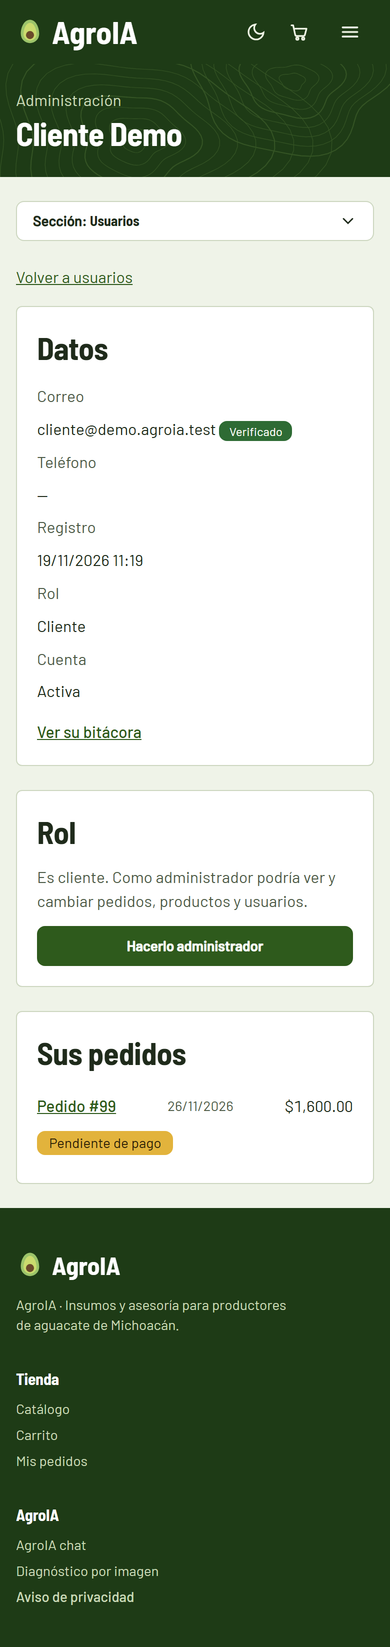 AgroIA
Administración
Cliente Demo
Sección: Usuarios
Volver a usuarios
Datos
Correo
cliente@demo.agroia.test Verificado
Teléfono
—
Registro
19/11/2026 11:19
Rol
Cliente
Cuenta
Activa
Ver su bitácora
Rol
Es cliente. Como administrador podría ver y
cambiar pedidos, productos y usuarios.
Hacerlo administrador
Sus pedidos
Pedido #99 26/11/2026 $1,600.00
Pendiente de pago
AgroIA
AgroIA · Insumos y asesoría para productores
de aguacate de Michoacán.
Tienda
Catálogo
Carrito
Mis pedidos
AgroIA
AgroIA chat
Diagnóstico por imagen
Aviso de privacidad